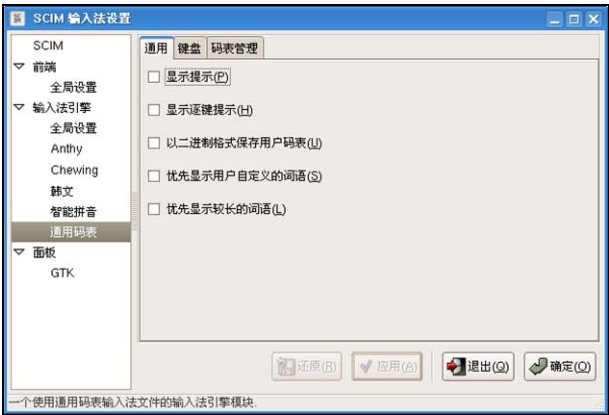 SCIM 输入法设置
SCIM
前端
全局设置
输入法引擎
全局设置
Anthy
Chewing
韩文
智能拼音
通用码表
面板
GTK
通用 键盘 码表管理
显示提示(P)
显示逐键提示(H)
以二进制格式保存用户码表(U)
优先显示用户自定义的词语(S)
优先显示较长的词语(L)
还原(R) 应用(A) 退出(Q) 确定(O)
一个使用通用码表输入法文件的输入法引擎模块.